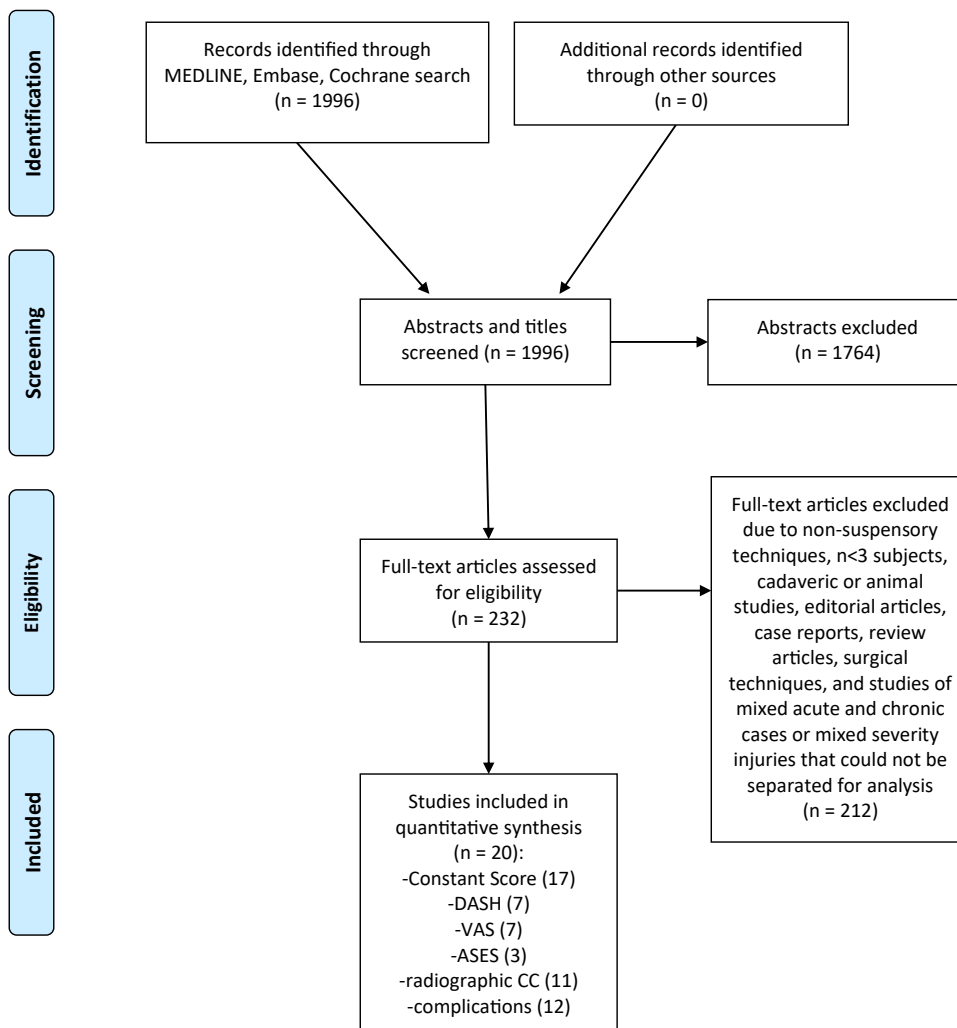 Identification
Records identified through
MEDLINE, Embase, Cochrane search
(n = 1996)
Additional records identified
through other sources
(n = 0)
Screening
Abstracts and titles
screened (n = 1996)
Abstracts excluded
(n = 1764)
Eligibility
Full-text articles assessed
for eligibility
(n = 232)
Full-text articles excluded
due to non-suspensory
techniques, n<3 subjects,
cadaveric or animal
studies, editorial articles,
case reports, review
articles, surgical
techniques, and studies of
mixed acute and chronic
cases or mixed severity
injuries that could not be
separated for analysis
(n = 212)
Included
Studies included in
quantitative synthesis
(n = 20):
-Constant Score (17)
-DASH (7)
-VAS (7)
-ASES (3)
-radiographic CC (11)
-complications (12)